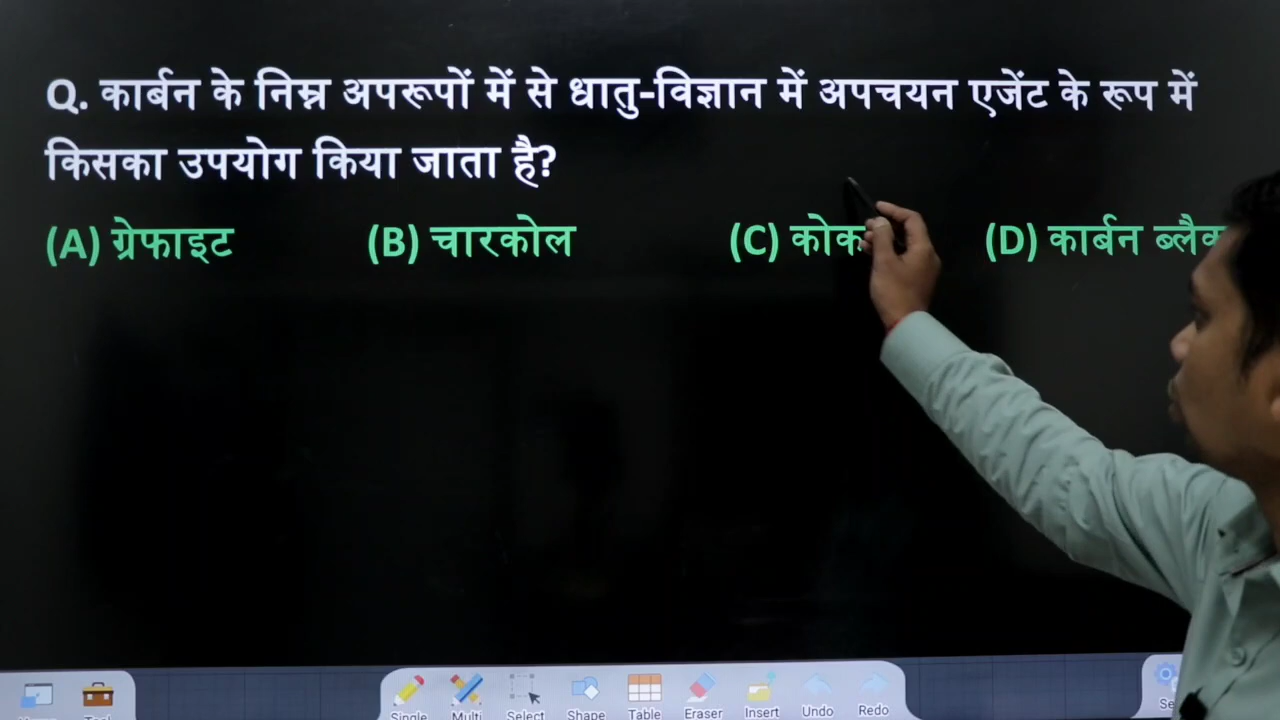 Q. कार्बन के निम्न अपरूपों में से धातु-विज्ञान में अपचयन एजेंट के रूप में
किसका उपयोग किया जाता है?
(A) ग्रेफाइट (B) चारकोल (C) कोक (D) कार्बन ब्लैक
Single Multi Select Shape Table Eraser Insert Undo Redo